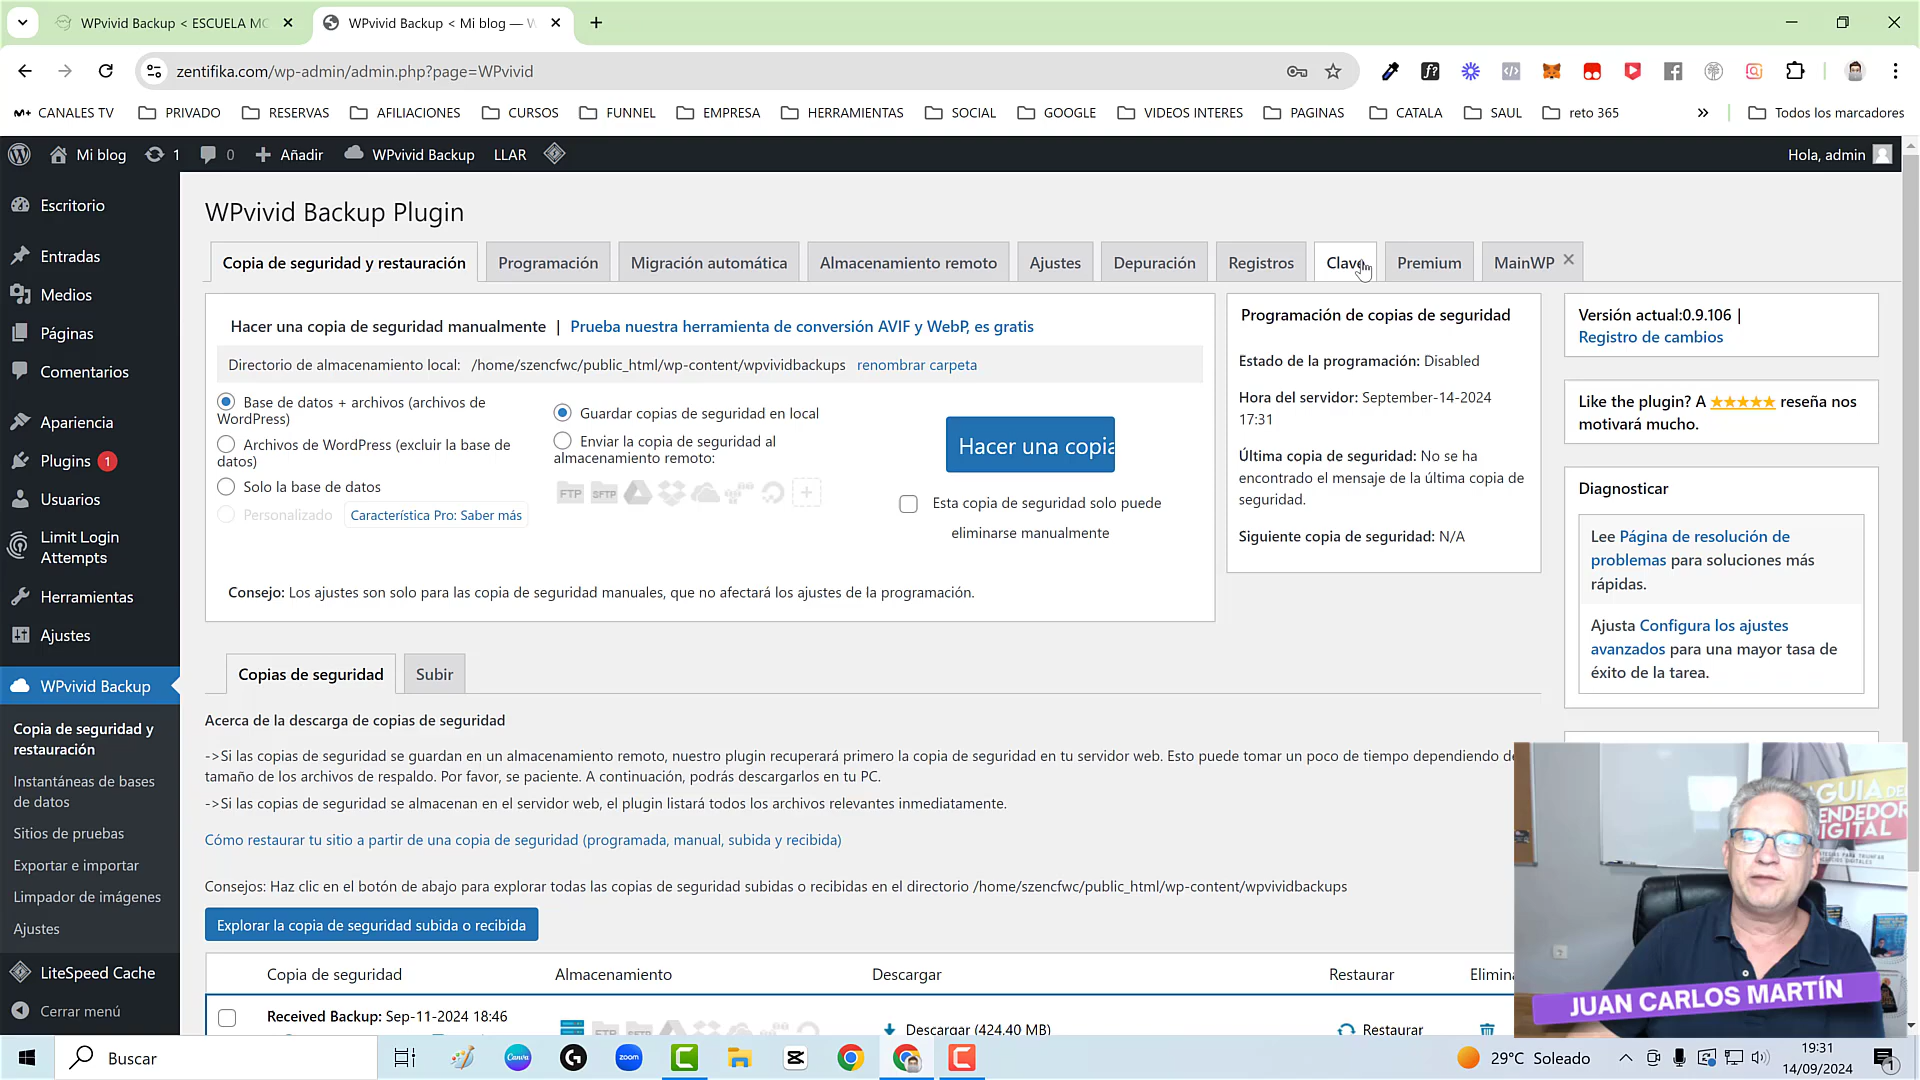 WPvivid Backup < ESCUELA MO
WPvivid Backup < Mi blog — W
zentifika.com/wp-admin/admin.php?page=WPvivid
M+ CANALES TV PRIVADO RESERVAS AFILIACIONES CURSOS FUNNEL EMPRESA HERRAMIENTAS SOCIAL GOOGLE VIDEOS INTERES PAGINAS CATALA SAUL reto 365 » Todos los marcadores
Mi blog 1 0 Añadir WPvivid Backup LLAR Hola, admin
Escritorio
Entradas
Medios
Páginas
Comentarios
Apariencia
Plugins 1
Usuarios
Limit Login
Attempts
Herramientas
Ajustes
WPvivid Backup
Copia de seguridad y
restauración
Instantáneas de bases
de datos
Sitios de pruebas
Exportar e importar
Limpador de imágenes
Ajustes
LiteSpeed Cache
Cerrar menú
WPvivid Backup Plugin
Copia de seguridad y restauración Programación Migración automática Almacenamiento remoto Ajustes Depuración Registros Clave Premium MainWP
Hacer una copia de seguridad manualmente | Prueba nuestra herramienta de conversión AVIF y WebP, es gratis
Directorio de almacenamiento local: /home/szencfwc/public_html/wp-content/wpvividbackups renombrar carpeta
Base de datos + archivos (archivos de
WordPress)
Archivos de WordPress (excluir la base de
datos)
Solo la base de datos
Personalizado Característica Pro: Saber más
Guardar copias de seguridad en local
Enviar la copia de seguridad al
almacenamiento remoto:
FTP SFTP
Hacer una copia
Esta copia de seguridad solo puede
eliminarse manualmente
Consejo: Los ajustes son solo para las copia de seguridad manuales, que no afectará los ajustes de la programación.
Programación de copias de seguridad
Estado de la programación: Disabled
Hora del servidor: September-14-2024
17:31
Última copia de seguridad: No se ha
encontrado el mensaje de la última copia de
seguridad.
Siguiente copia de seguridad: N/A
Versión actual:0.9.106 |
Registro de cambios
Like the plugin? A ★★★★★ reseña nos
motivará mucho.
Diagnosticar
Lee Página de resolución de
problemas para soluciones más
rápidas.
Ajusta Configura los ajustes
avanzados para una mayor tasa de
éxito de la tarea.
Copias de seguridad Subir
Acerca de la descarga de copias de seguridad
->Si las copias de seguridad se guardan en un almacenamiento remoto, nuestro plugin recuperará primero la copia de seguridad en tu servidor web. Esto puede tomar un poco de tiempo dependiendo de
tamaño de los archivos de respaldo. Por favor, se paciente. A continuación, podrás descargarlos en tu PC.
->Si las copias de seguridad se almacenan en el servidor web, el plugin listará todos los archivos relevantes inmediatamente.
Cómo restaurar tu sitio a partir de una copia de seguridad (programada, manual, subida y recibida)
Consejos: Haz clic en el botón de abajo para explorar todas las copias de seguridad subidas o recibidas en el directorio /home/szencfwc/public_html/wp-content/wpvividbackups
Explorar la copia de seguridad subida o recibida
Copia de seguridad Almacenamiento Descargar Restaurar Elimina
Received Backup: Sep-11-2024 18:46 FTP Descargar (424.40 MB) Restaurar
GUIA DE
ENDEDOR
IGITAL
JUAN CARLOS MARTÍN
Buscar
Canva
zoom
29°C Soleado
19:31
14/09/2024
1